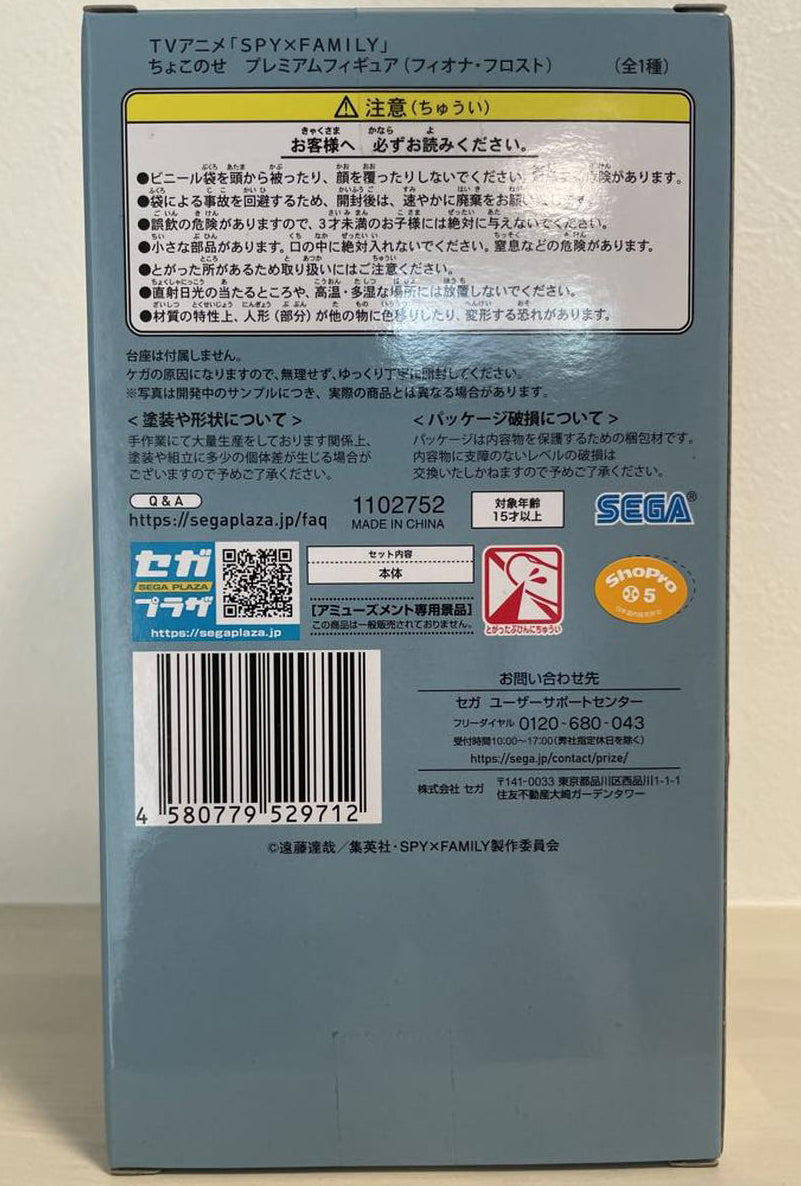 TVアニメ「SPY×FAMILY」
ちょこのせ プレミアムフィギュア(フィオナ・フロスト) (全1種)
⚠注意(ちゅうい)
お客様へ 必ずお読みください。
●ビニール袋を頭から被ったり、顔を覆ったりしないでください。危険があります。
●袋による事故を回避するため、開封後は、速やかに廃棄をお願いします。
●誤飲の危険がありますので、3才未満のお子様には絶対に与えないでください。
●小さな部品があります。口の中に絶対入れないでください。窒息などの危険があります。
●とがった所があるため取り扱いにはご注意ください。
●直射日光の当たるところや、高温・多湿な場所には放置しないでください。
●材質の特性上、人形(部分)が他の物に色移りしたり、変形する恐れがあります。
台座は付属しません。
ケガの原因になりますので、無理せず、ゆっくり丁寧に開封してください。
※写真は開発中のサンプルにつき、実際の商品とは異なる場合があります。
<塗装や形状について>
手作業にて大量生産をしております関係上、
塗装や組立に多少の個体差が生じる場合が
ございますので予めご了承ください。
<パッケージ破損について>
パッケージは内容物を保護するための梱包材です。
内容物に支障のないレベルの破損は
交換いたしかねますので予めご了承ください。
Q&A
https://segaplaza.jp/faq
1102752
MADE IN CHINA
対象年齢
15才以上
SEGA®
セガ
SEGA PLAZA
プラザ
https://segaplaza.jp
セット内容
本体
[アミューズメント専用景品]
この商品は一般販売されておりません。
とがったぶひんにちゅうい
ShoPro
5
お問い合わせ先
セガ ユーザーサポートセンター
フリーダイヤル 0120-680-043
受付時間10:00~17:00(弊社指定休日を除く)
https://sega.jp/contact/prize/
株式会社 セガ 〒141-0033 東京都品川区西品川1-1-1
住友不動産大崎ガーデンタワー
4 580779 529712
©遠藤達哉/集英社・SPY×FAMILY製作委員会